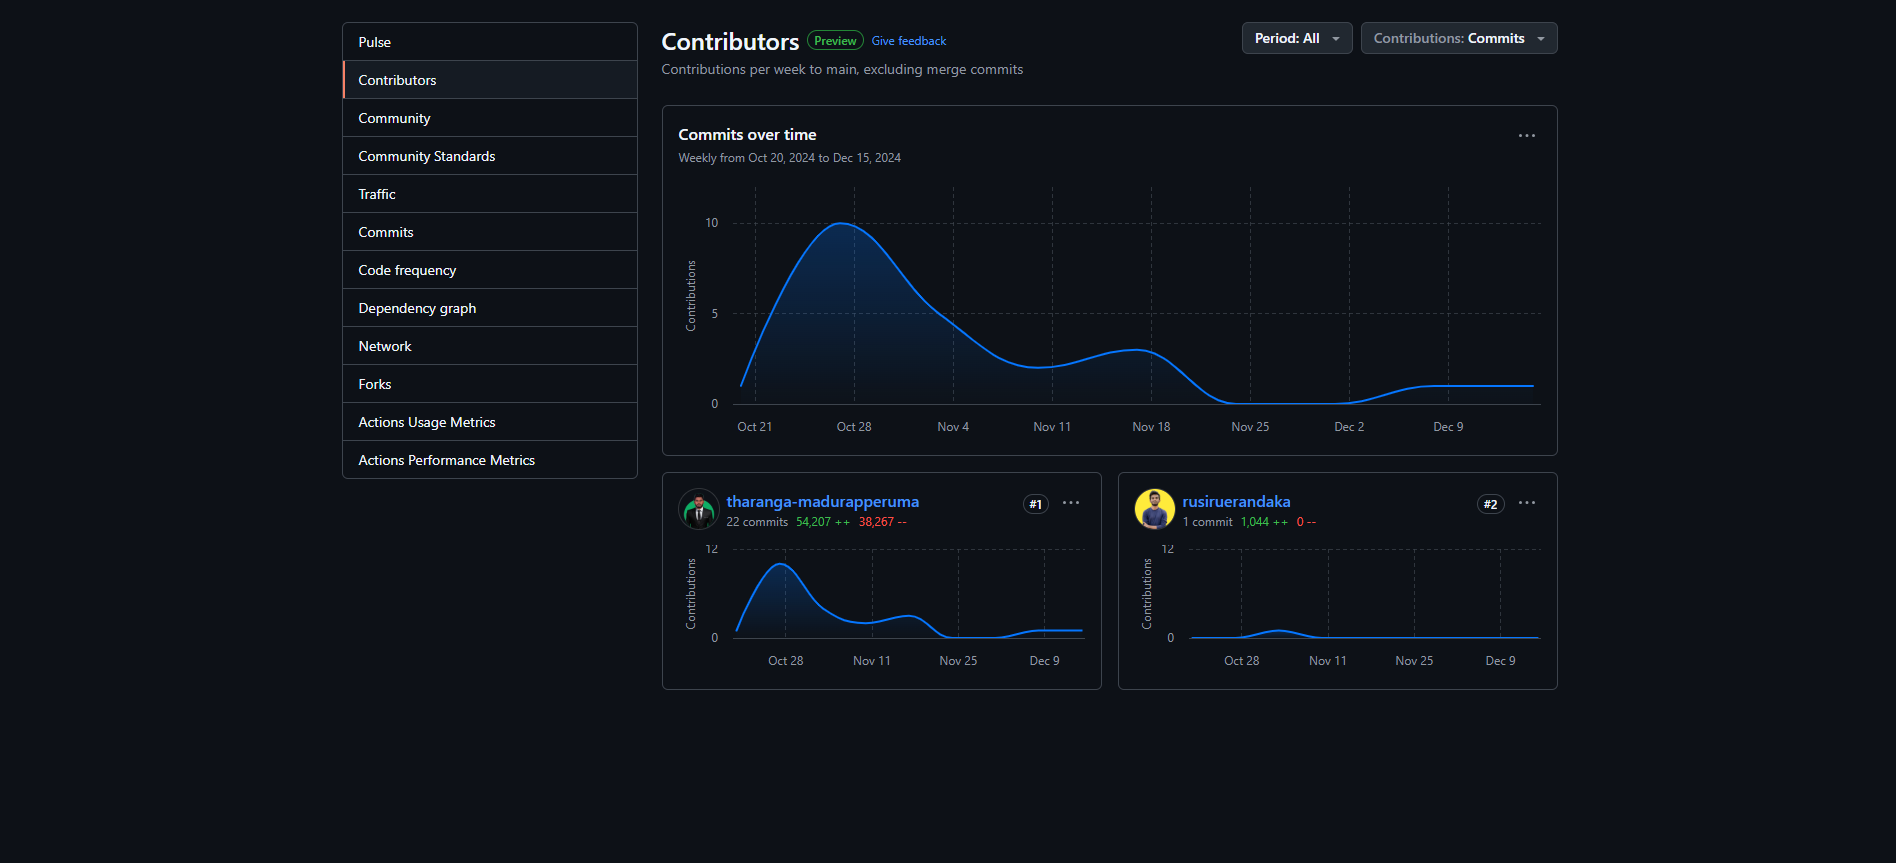 Pulse
Contributors
Community
Community Standards
Traffic
Commits
Code frequency
Dependency graph
Network
Forks
Actions Usage Metrics
Actions Performance Metrics
Contributors Preview Give feedback
Contributions per week to main, excluding merge commits
Period: All
Contributions: Commits
Commits over time
Weekly from Oct 20, 2024 to Dec 15, 2024
Contributions
10
5
0
Oct 21 Oct 28 Nov 4 Nov 11 Nov 18 Nov 25 Dec 2 Dec 9
tharanga-madurapperuma
#1
22 commits 54,207 ++ 38,267 --
Contributions
12
0
Oct 28 Nov 11 Nov 25 Dec 9
rusiruerandaka
#2
1 commit 1,044 ++ 0 --
Contributions
12
0
Oct 28 Nov 11 Nov 25 Dec 9